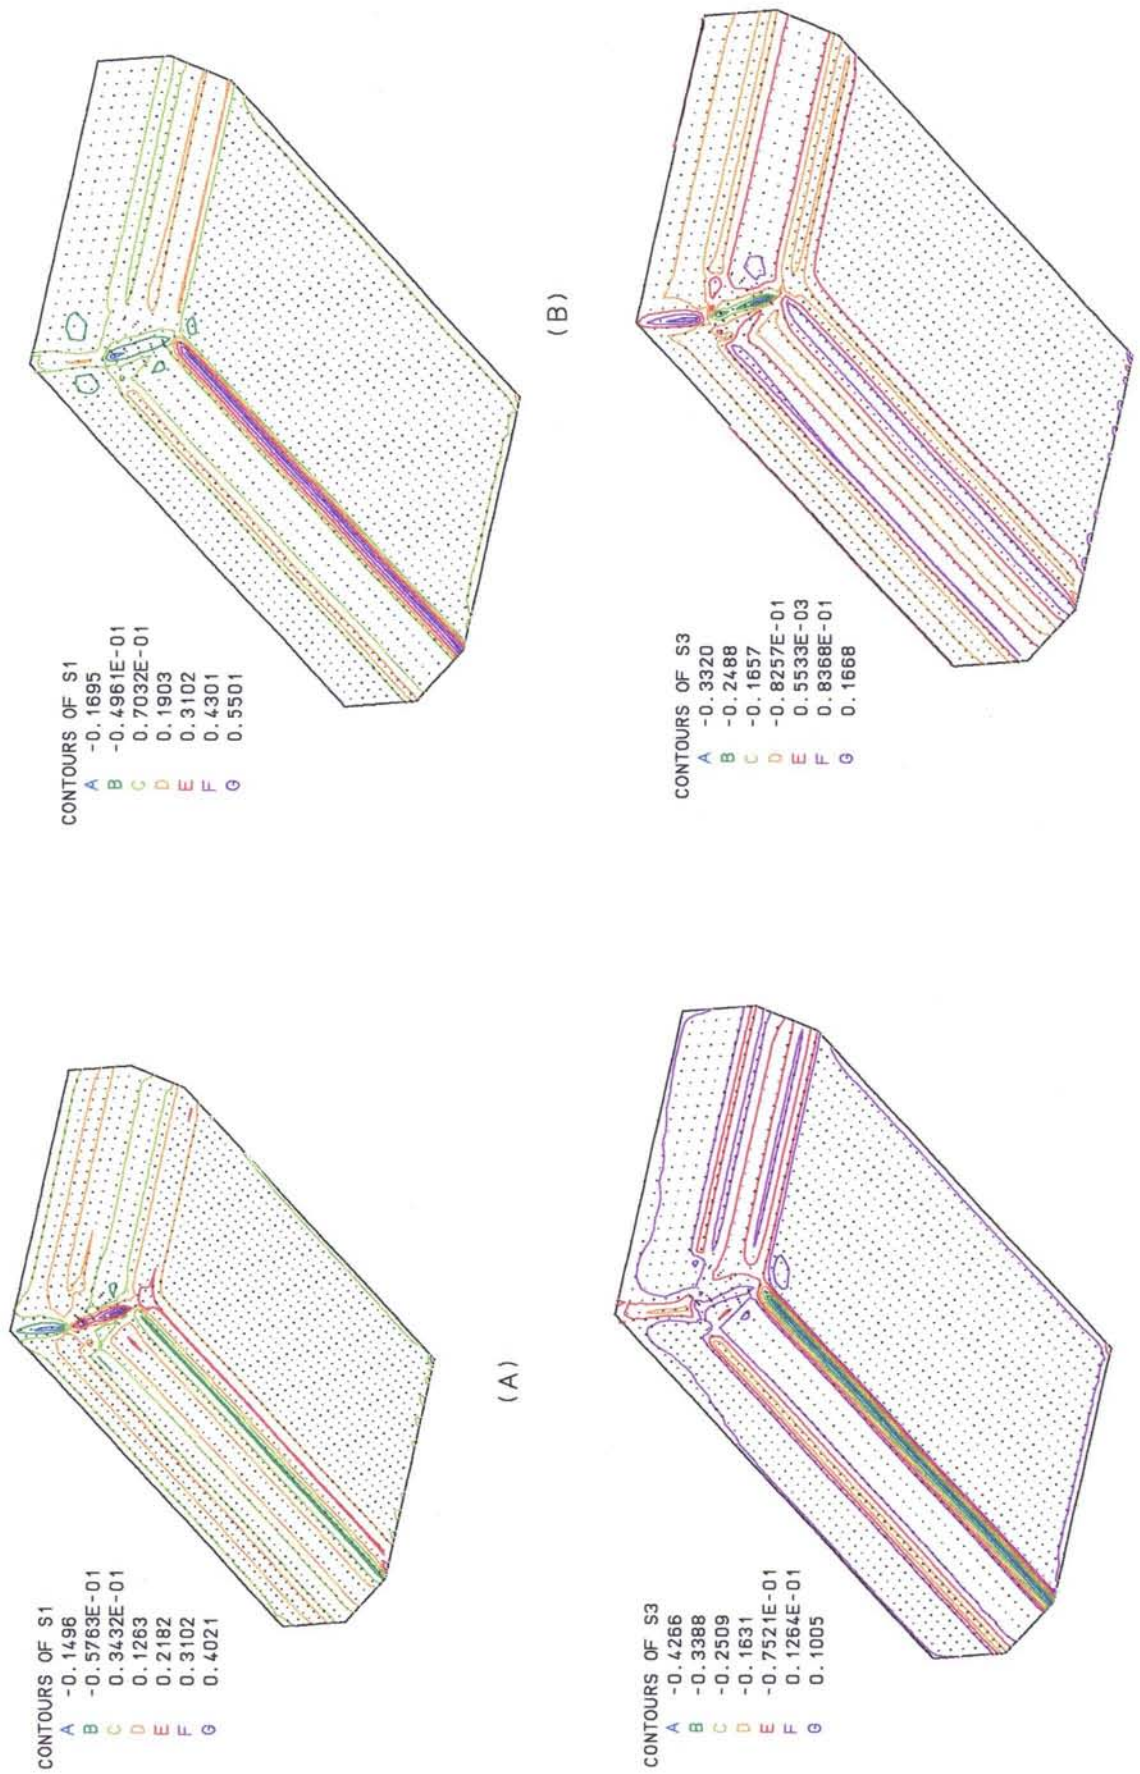 CONTOURS OF S1
A -0.1496
B -0.5763E-01
C 0.3432E-01
D 0.1263
E 0.2182
F 0.3102
G 0.4021
CONTOURS OF S1
A -0.1695
B -0.4961E-01
C 0.7032E-01
D 0.1903
E 0.3102
F 0.4301
G 0.5501
(A)
(B)
CONTOURS OF S3
A -0.4266
B -0.3388
C -0.2509
D -0.1631
E -0.7521E-01
F 0.1264E-01
G 0.1005
CONTOURS OF S3
A -0.3320
B -0.2488
C -0.1657
D -0.8257E-01
E 0.5533E-03
F 0.8368E-01
G 0.1668